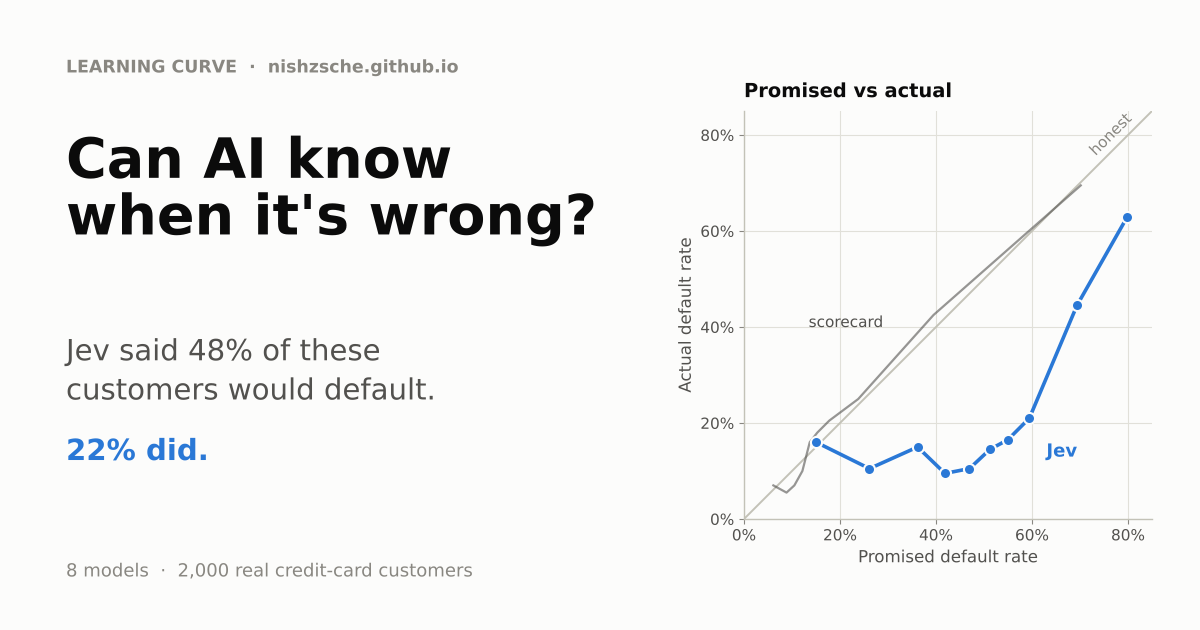 LEARNING CURVE · nishzsche.github.io
Can AI know
when it's wrong?
Jev said 48% of these
customers would default.
22% did.
8 models · 2,000 real credit-card customers
Promised vs actual
honest
80%
60%
scorecard
40%
20%
Jev
0%
Actual default rate
0% 20% 40% 60% 80%
Promised default rate